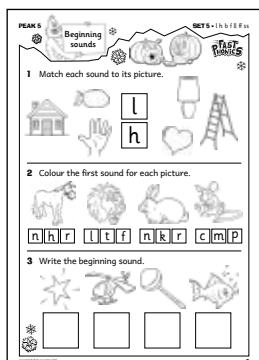 PEAK 5
SET 5 • l h b f ll ff ss
Beginning
sounds
FAST
PHONICS
1 Match each sound to its picture.
l
h
2 Colour the first sound for each picture.
n h r l t f n k r c m p
3 Write the beginning sound.